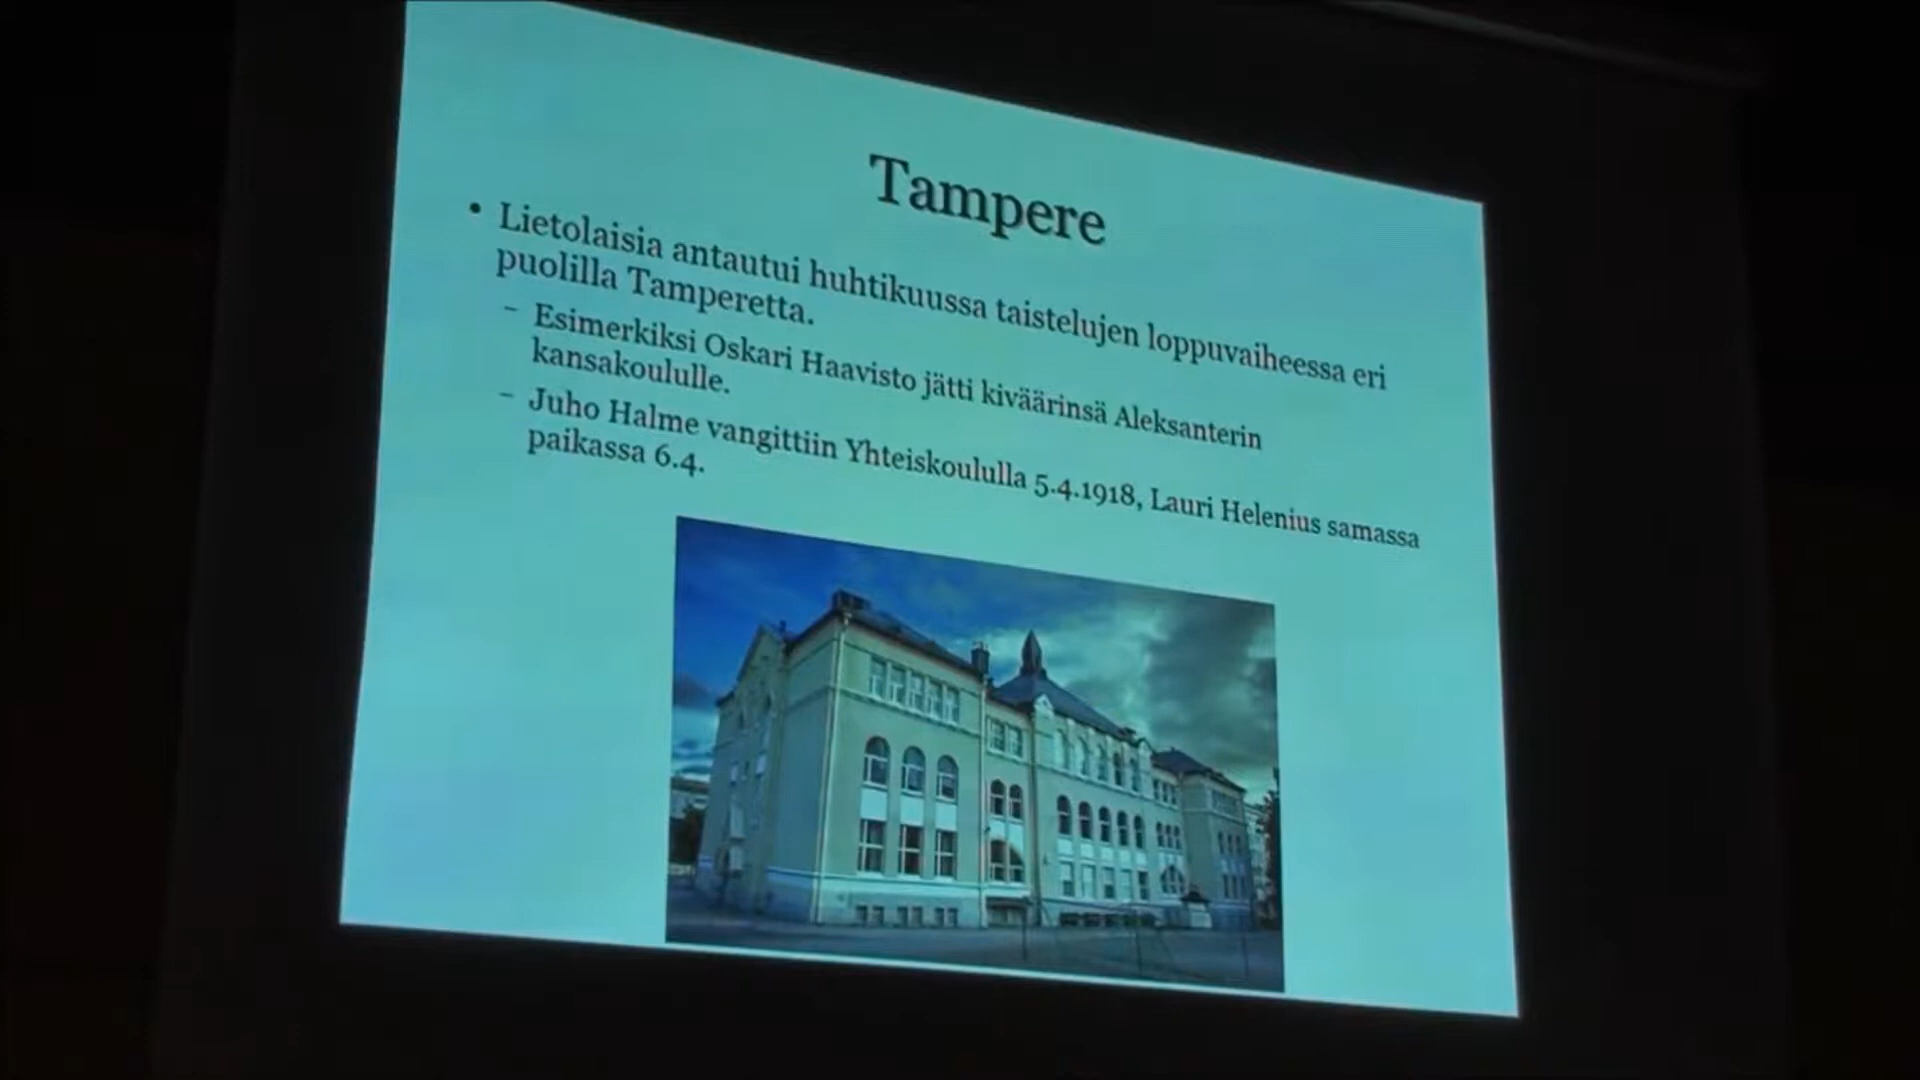 Tampere
• Lietolaisia antautui huhtikuussa taistelujen loppuvaiheessa eri
puolilla Tamperetta.
– Esimerkiksi Oskari Haavisto jätti kiväärinsä Aleksanterin
kansakoululle.
– Juho Halme vangittiin Yhteiskoululla 5.4.1918, Lauri Helenius samassa
paikassa 6.4.